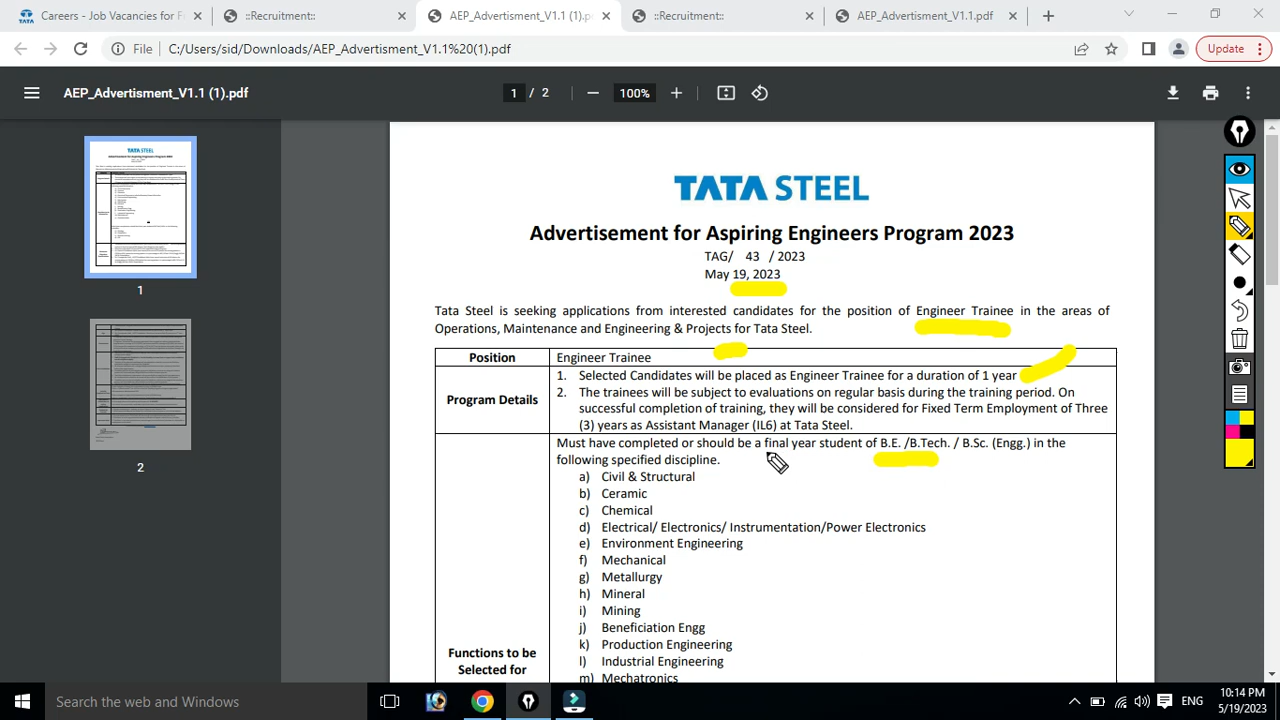 Careers - Job Vacancies for F
::Recruitment::
AEP_Advertisment_V1.1 (1).pd
::Recruitment::
AEP_Advertisment_V1.1.pdf
File
C:/Users/sid/Downloads/AEP_Advertisment_V1.1%20(1).pdf
Update
AEP_Advertisment_V1.1 (1).pdf
1 / 2
100%
TATA STEEL
Advertisement for Aspiring Engineers Program 2023
TAG/ 43 / 2023
May 19, 2023
Tata Steel is seeking applications from interested candidates for the position of Engineer Trainee in the areas of
Operations, Maintenance and Engineering & Projects for Tata Steel.
Position
Engineer Trainee
Program Details
1. Selected Candidates will be placed as Engineer Trainee for a duration of 1 year
2. The trainees will be subject to evaluations on regular basis during the training period. On
successful completion of training, they will be considered for Fixed Term Employment of Three
(3) years as Assistant Manager (IL6) at Tata Steel.
Functions to be
Selected for
Must have completed or should be a final year student of B.E. /B.Tech. / B.Sc. (Engg.) in the
following specified discipline.
a) Civil & Structural
b) Ceramic
c) Chemical
d) Electrical/ Electronics/ Instrumentation/Power Electronics
e) Environment Engineering
f) Mechanical
g) Metallurgy
h) Mineral
i) Mining
j) Beneficiation Engg
k) Production Engineering
l) Industrial Engineering
m) Mechatronics
1
2
Search the web and Windows
ENG
10:14 PM
5/19/2023